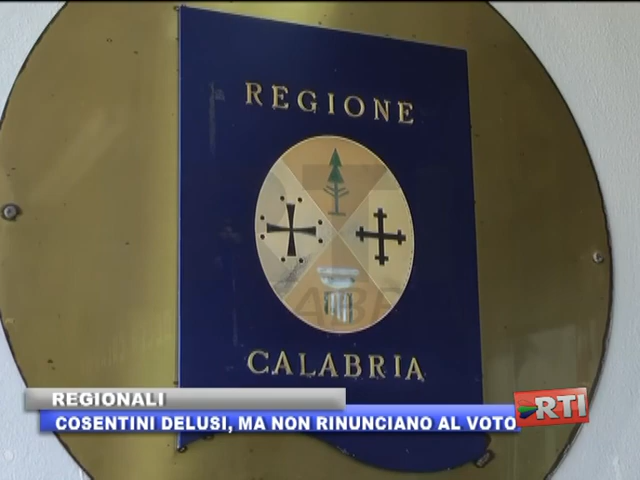 REGIONE
CALABRIA
REGIONALI
COSENTINI DELUSI, MA NON RINUNCIANO AL VOTO
RTI